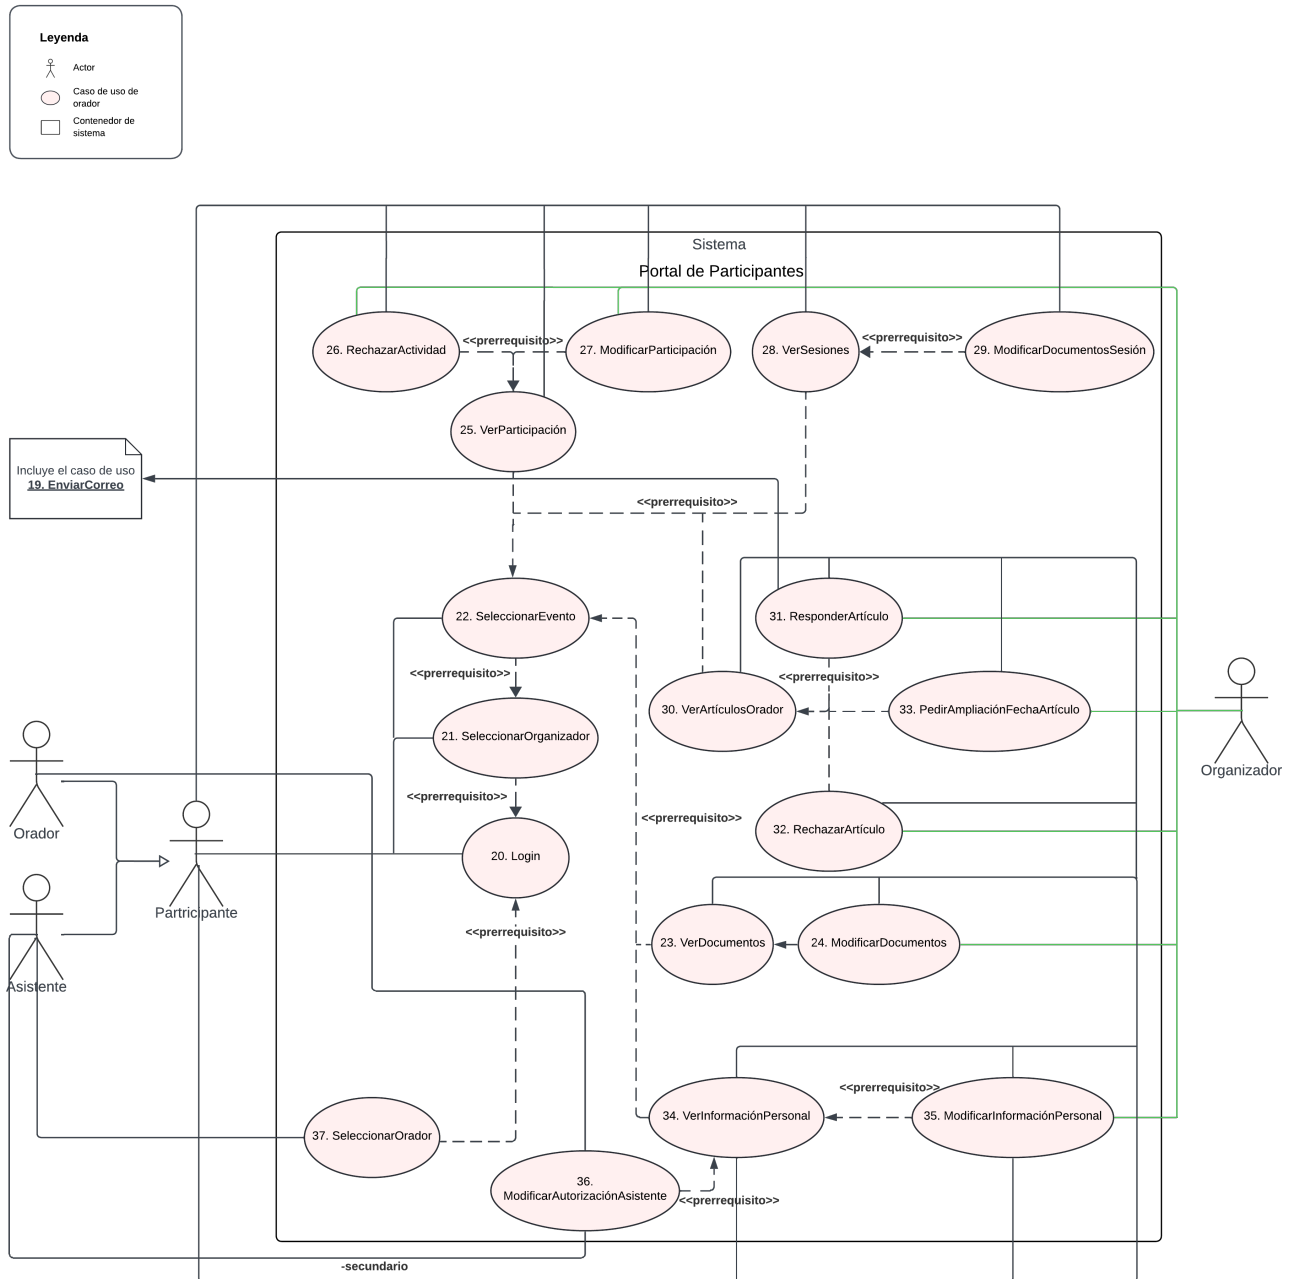 Leyenda
Actor
Caso de uso de
orador
Contenedor de
sistema
Sistema
Portal de Participantes
26. RechazarActividad
<<prerrequisito>>
27. ModificarParticipación
28. VerSesiones
<<prerrequisito>>
29. ModificarDocumentosSesión
25. VerParticipación
Incluye el caso de uso
19. EnviarCorreo
<<prerrequisito>>
22. SeleccionarEvento
31. ResponderArtículo
<<prerrequisito>>
<<prerrequisito>>
30. VerArtículosOrador
33. PedirAmpliaciónFechaArtículo
21. SeleccionarOrganizador
Organizador
<<prerrequisito>>
<<prerrequisito>>
32. RechazarArtículo
Orador
20. Login
Partricipante
<<prerrequisito>>
23. VerDocumentos
24. ModificarDocumentos
Asistente
<<prerrequisito>>
34. VerInformaciónPersonal
35. ModificarInformaciónPersonal
37. SeleccionarOrador
36.
ModificarAutorizaciónAsistente
<<prerrequisito>>
-secundario